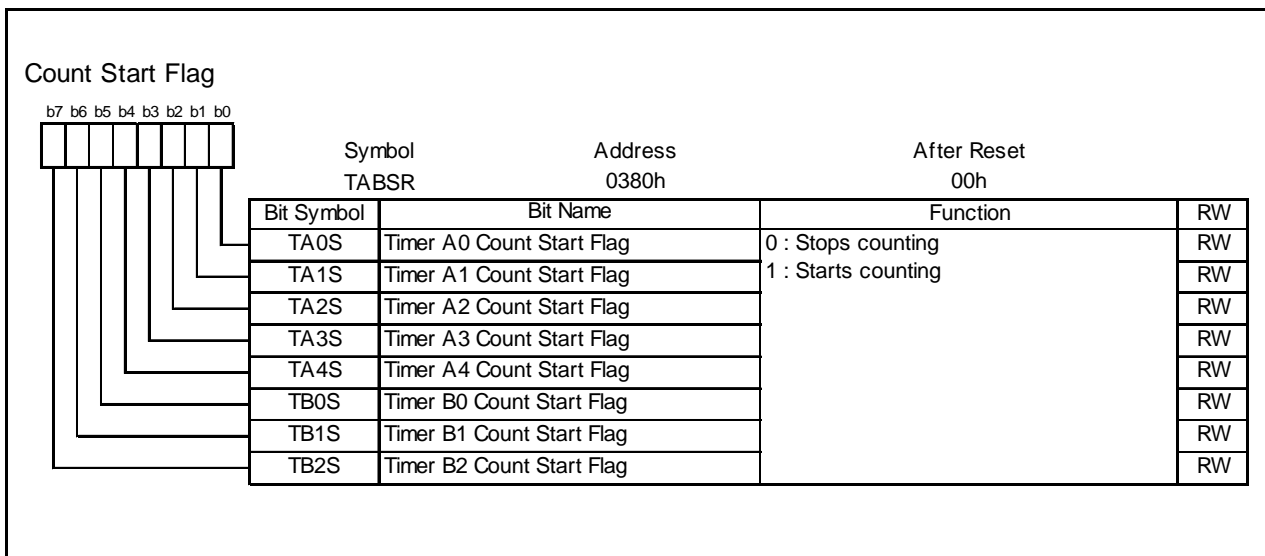 Count Start Flag
b7 b6 b5 b4 b3 b2 b1 b0
Symbol Address After Reset
TABSR 0380h 00h
Bit Symbol Bit Name Function RW
TA0S Timer A0 Count Start Flag 0 : Stops counting RW
TA1S Timer A1 Count Start Flag 1 : Starts counting RW
TA2S Timer A2 Count Start Flag RW
TA3S Timer A3 Count Start Flag RW
TA4S Timer A4 Count Start Flag RW
TB0S Timer B0 Count Start Flag RW
TB1S Timer B1 Count Start Flag RW
TB2S Timer B2 Count Start Flag RW